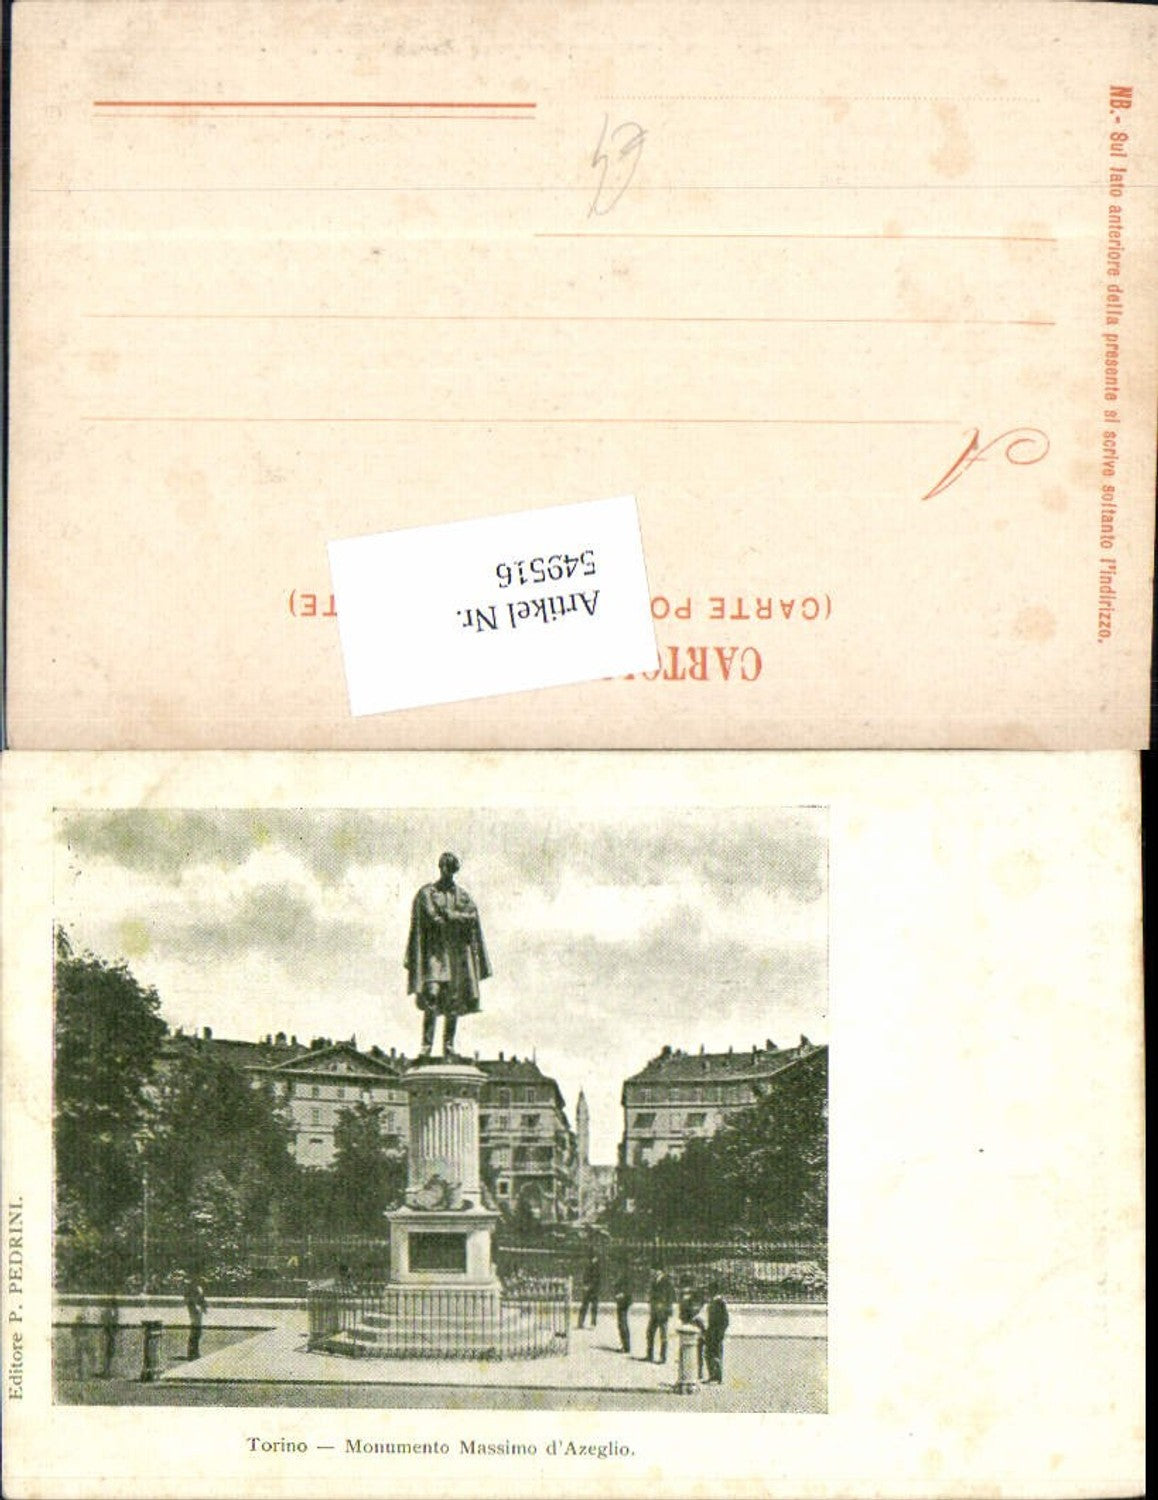 NB.- Sul lato anteriore della presente si scrive soltanto l'indirizzo.
A
549516
Artikel Nr.
(CARTE PO TE)
CARTOL
Editore P. PEDRINI.
Torino — Monumento Massimo d'Azeglio.